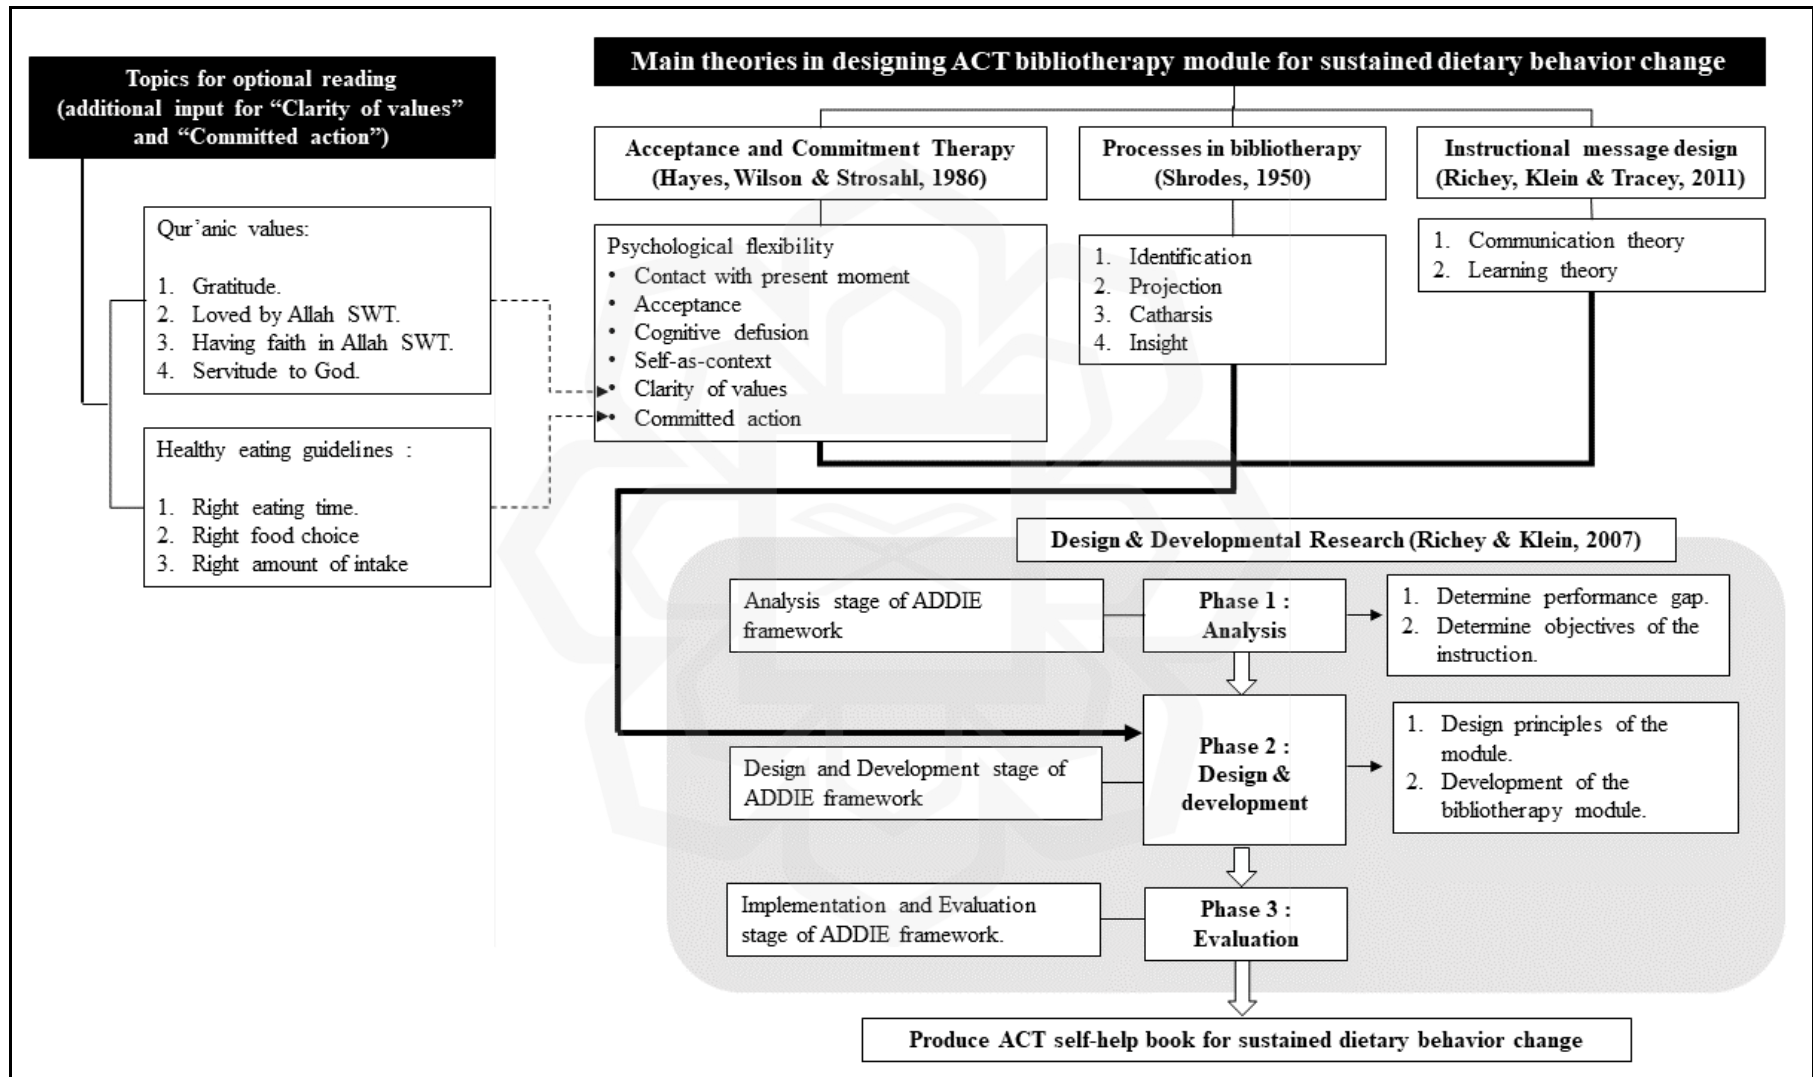 Topics for optional reading
(additional input for “Clarity of values”
and “Committed action”)
Qur’anic values:
1. Gratitude.
2. Loved by Allah SWT.
3. Having faith in Allah SWT.
4. Servitude to God.
Healthy eating guidelines :
1. Right eating time.
2. Right food choice
3. Right amount of intake
Main theories in designing ACT bibliotherapy module for sustained dietary behavior change
Acceptance and Commitment Therapy
(Hayes, Wilson & Strosahl, 1986)
Psychological flexibility
• Contact with present moment
• Acceptance
• Cognitive defusion
• Self-as-context
• Clarity of values
• Committed action
Processes in bibliotherapy
(Shrodes, 1950)
1. Identification
2. Projection
3. Catharsis
4. Insight
Instructional message design
(Richey, Klein & Tracey, 2011)
1. Communication theory
2. Learning theory
Design & Developmental Research (Richey & Klein, 2007)
Analysis stage of ADDIE
framework
Phase 1 :
Analysis
1. Determine performance gap.
2. Determine objectives of the
instruction.
Design and Development stage of
ADDIE framework
Phase 2 :
Design &
development
1. Design principles of the
module.
2. Development of the
bibliotherapy module.
Implementation and Evaluation
stage of ADDIE framework.
Phase 3 :
Evaluation
Produce ACT self-help book for sustained dietary behavior change